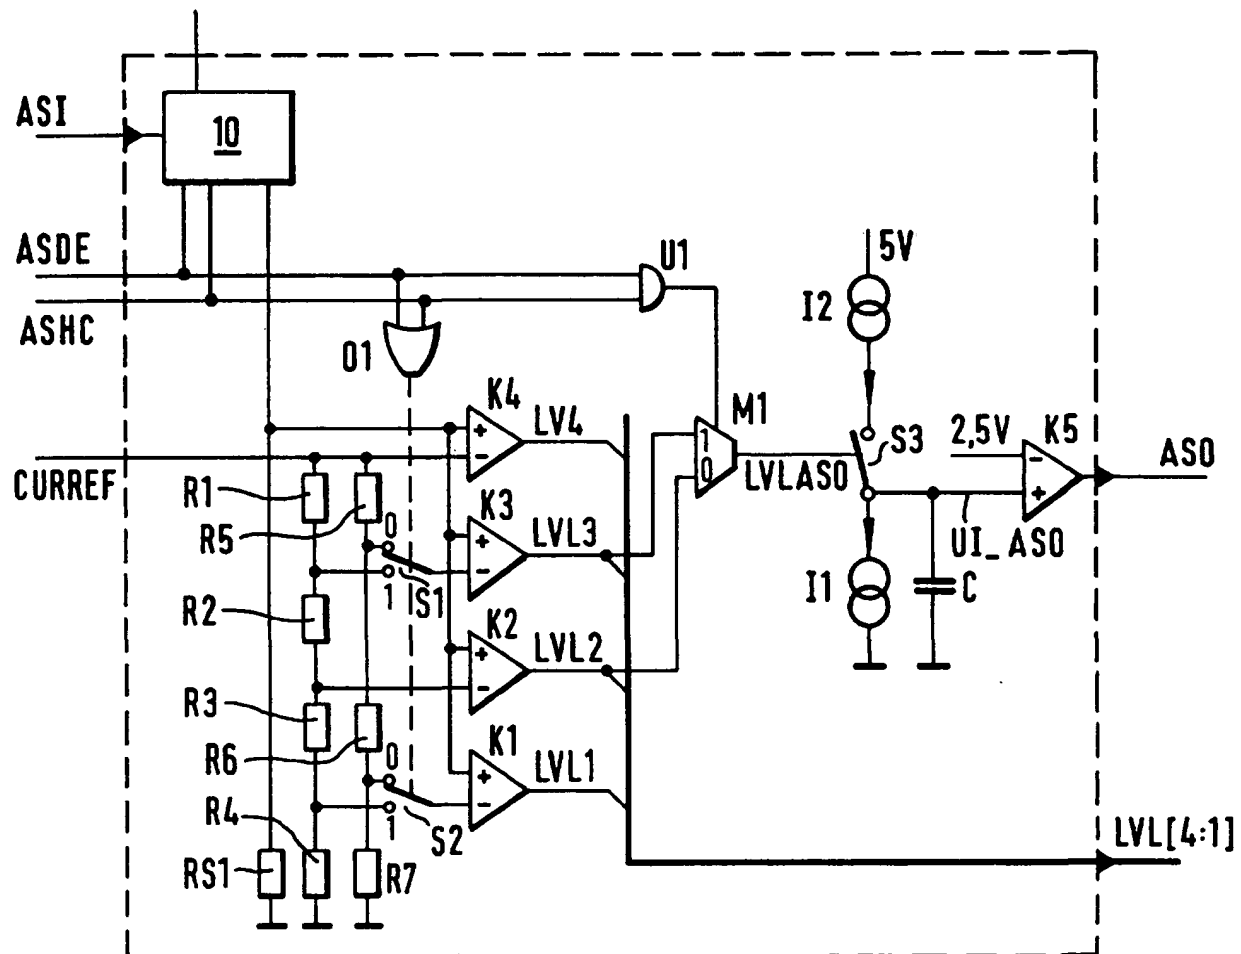 ASI
10
ASDE
U1
5V
I2
ASHC
O1
K4
LV4
M1
1
0
S3
2,5V
K5
ASO
CURREF
R1
R5
0
1
S1
K3
LVL3
LVLASO
UI_ASO
I1
C
R2
K2
LVL2
R3
R6
0
1
S2
K1
LVL1
R4
RS1
R7
LVL[4:1]
+
-
+
-
+
-
+
-
-
+